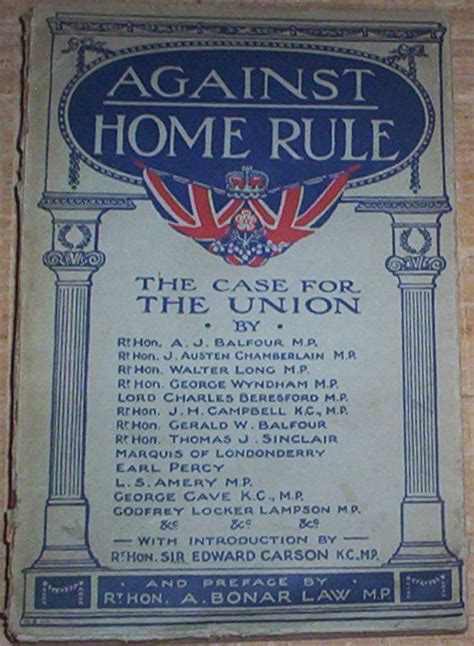 AGAINST
HOME RULE
THE CASE FOR
THE UNION
· BY ·
RT HON. A. J. BALFOUR M.P.
RT HON. J. AUSTEN CHAMBERLAIN M.P.
RT HON. WALTER LONG M.P.
RT HON. GEORGE WYNDHAM M.P.
LORD CHARLES BERESFORD M.P.
RT HON. J. H. CAMPBELL K.C., M.P.
RT HON. GERALD W. BALFOUR
RT HON. THOMAS J. SINCLAIR
MARQUIS OF LONDONDERRY
EARL PERCY
L. S. AMERY M.P.
GEORGE CAVE K.C., M.P.
GODFREY LOCKER LAMPSON M.P.
&c &c &c
— WITH INTRODUCTION BY —
RT HON. SIR EDWARD CARSON K.C., M.P.
· AND PREFACE BY ·
RT HON. A. BONAR LAW M.P.